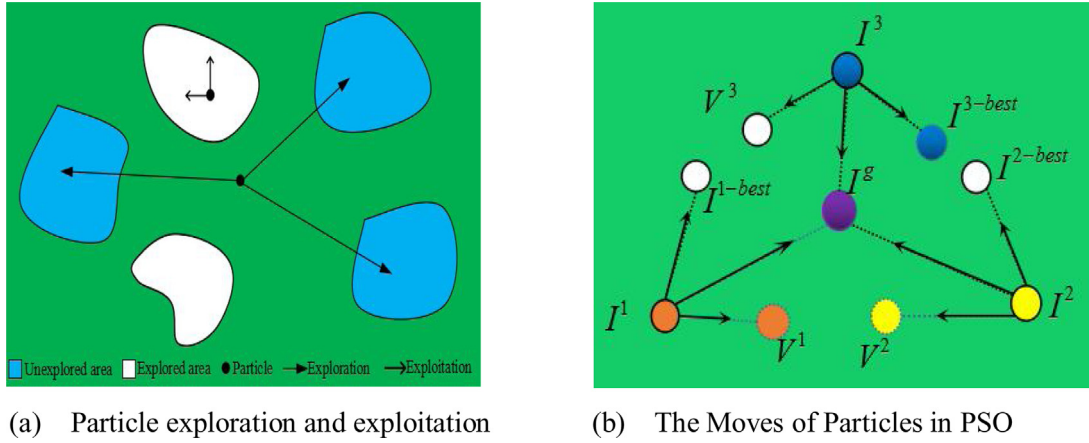 I^3
V^3
I^{3-best}
I^{2-best}
I^{1-best}
I^g
I^1
I^2
V^1
V^2
Unexplored area Explored area Particle Exploration Exploitation
(a) Particle exploration and exploitation
(b) The Moves of Particles in PSO